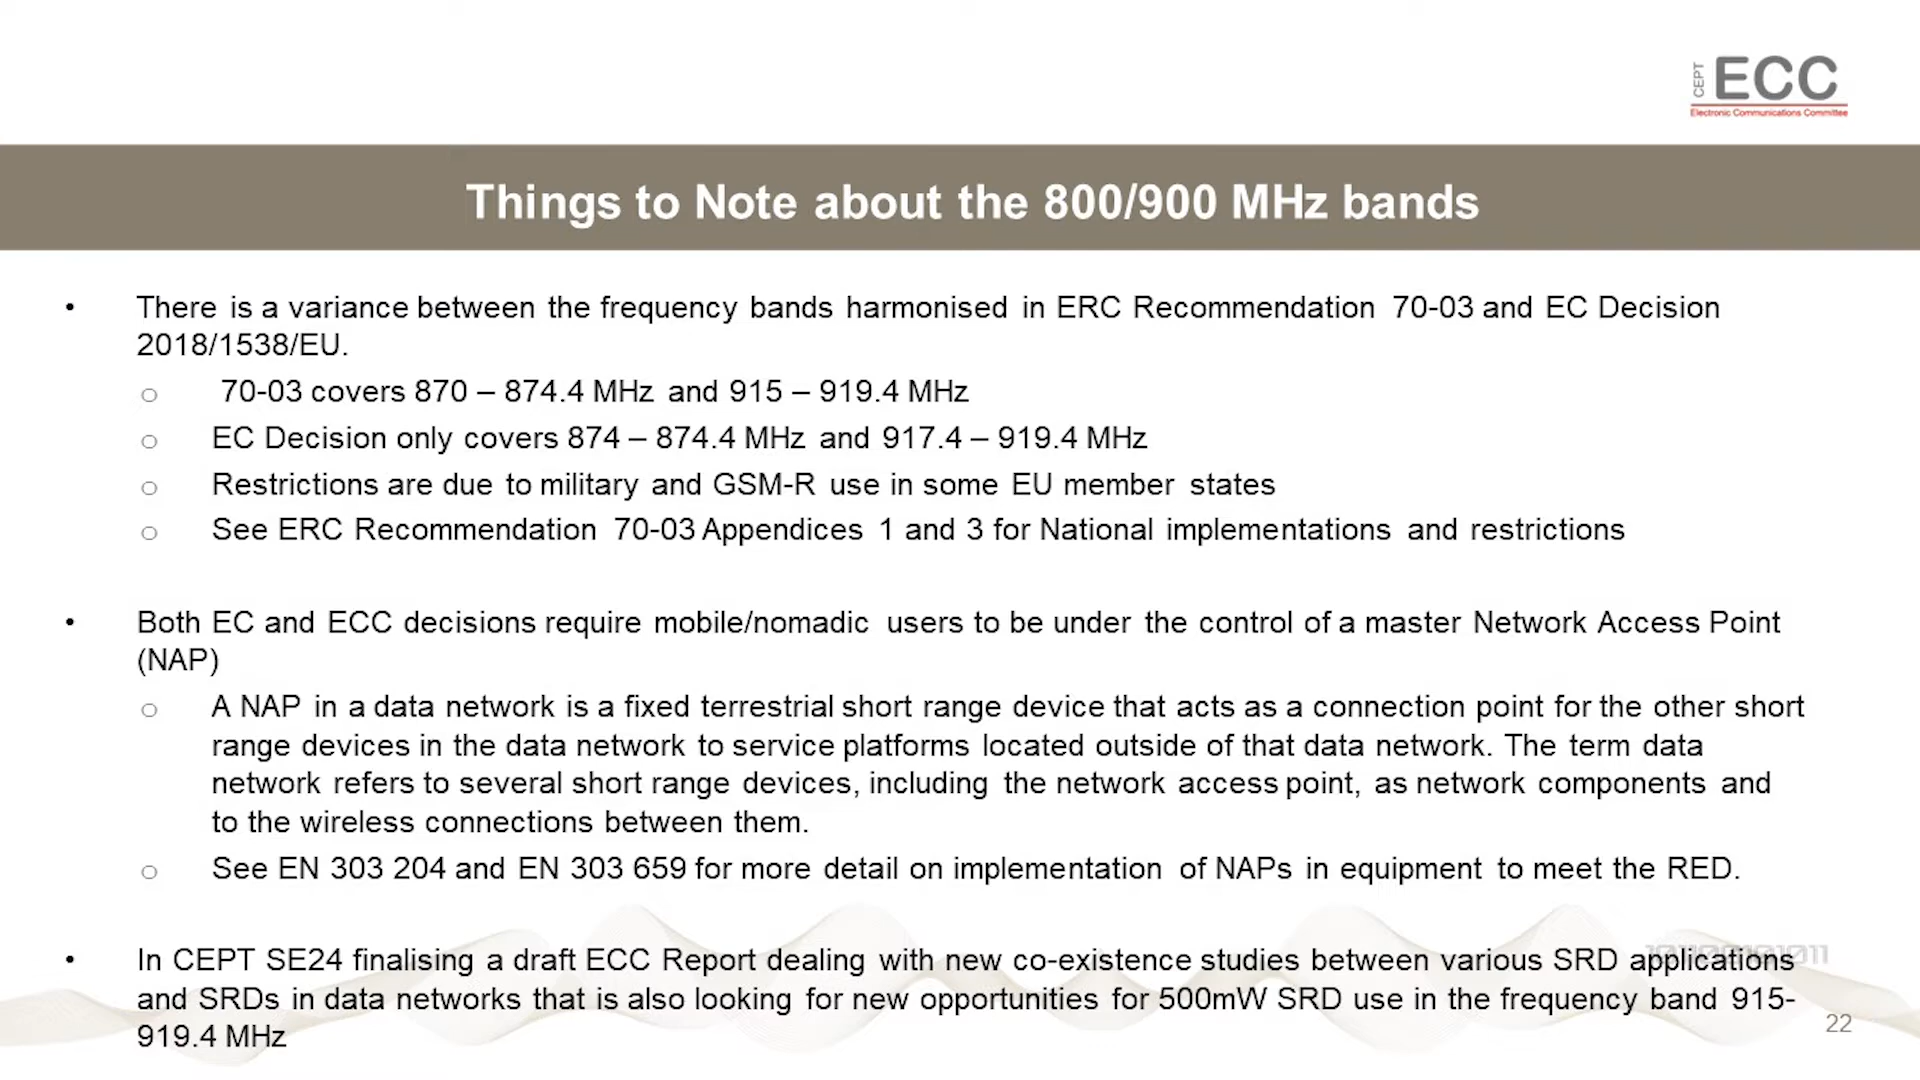 CEPT
ECC
Electronic Communications Committee
Things to Note about the 800/900 MHz bands
• There is a variance between the frequency bands harmonised in ERC Recommendation 70-03 and EC Decision
2018/1538/EU.
o 70-03 covers 870 – 874.4 MHz and 915 – 919.4 MHz
o EC Decision only covers 874 – 874.4 MHz and 917.4 – 919.4 MHz
o Restrictions are due to military and GSM-R use in some EU member states
o See ERC Recommendation 70-03 Appendices 1 and 3 for National implementations and restrictions
• Both EC and ECC decisions require mobile/nomadic users to be under the control of a master Network Access Point
(NAP)
o A NAP in a data network is a fixed terrestrial short range device that acts as a connection point for the other short
range devices in the data network to service platforms located outside of that data network. The term data
network refers to several short range devices, including the network access point, as network components and
to the wireless connections between them.
o See EN 303 204 and EN 303 659 for more detail on implementation of NAPs in equipment to meet the RED.
• In CEPT SE24 finalising a draft ECC Report dealing with new co-existence studies between various SRD applications
and SRDs in data networks that is also looking for new opportunities for 500mW SRD use in the frequency band 915-
919.4 MHz
22